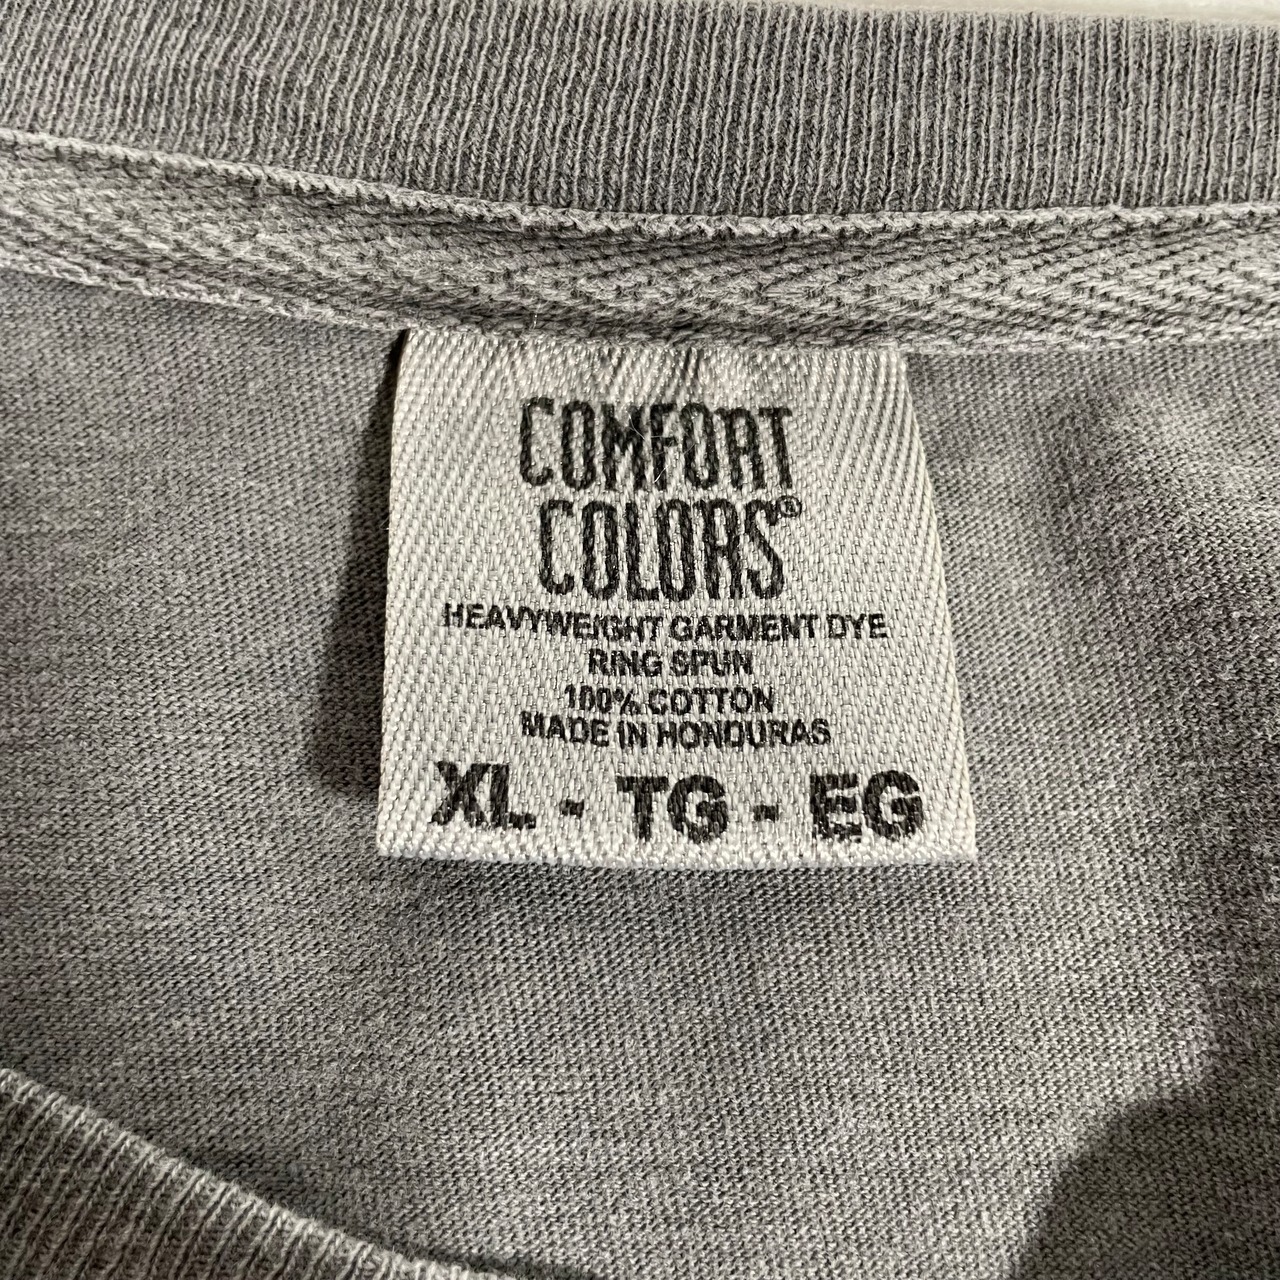 COMFORT
COLORS®
HEAVYWEIGHT GARMENT DYE
RING SPUN
100% COTTON
MADE IN HONDURAS
XL - TG - EG